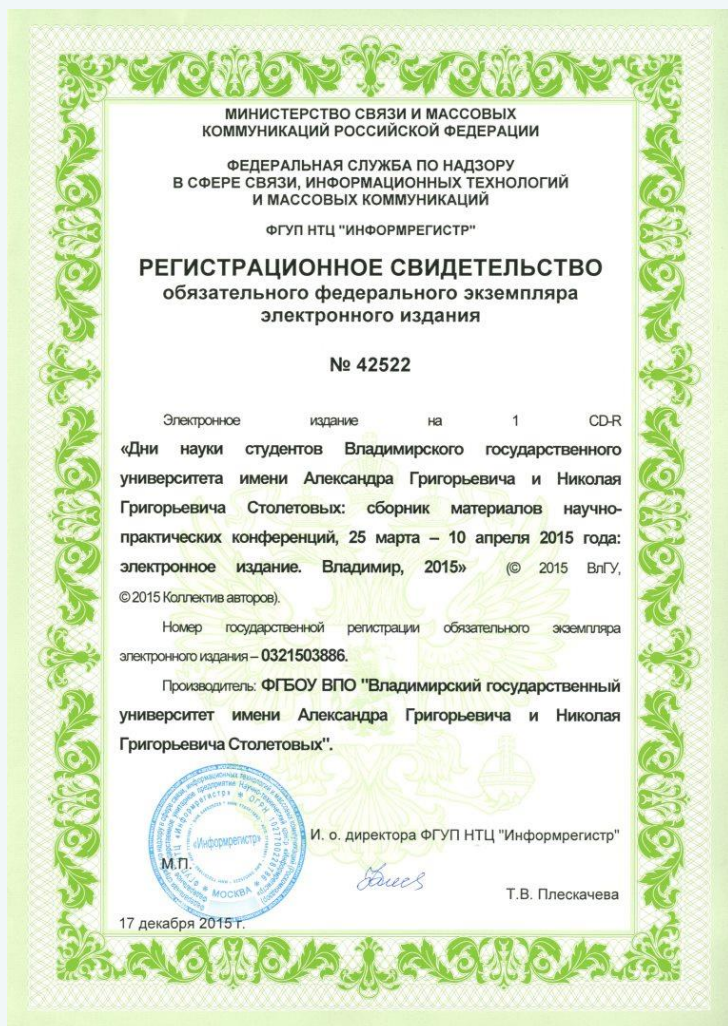 МИНИСТЕРСТВО СВЯЗИ И МАССОВЫХ
КОММУНИКАЦИЙ РОССИЙСКОЙ ФЕДЕРАЦИИ
ФЕДЕРАЛЬНАЯ СЛУЖБА ПО НАДЗОРУ
В СФЕРЕ СВЯЗИ, ИНФОРМАЦИОННЫХ ТЕХНОЛОГИЙ
И МАССОВЫХ КОММУНИКАЦИЙ
ФГУП НТЦ "ИНФОРМРЕГИСТР"
РЕГИСТРАЦИОННОЕ СВИДЕТЕЛЬСТВО
обязательного федерального экземпляра
электронного издания
№ 42522
Электронное издание на 1 CD-R
«Дни науки студентов Владимирского государственного
университета имени Александра Григорьевича и Николая
Григорьевича Столетовых: сборник материалов научно-
практических конференций, 25 марта – 10 апреля 2015 года:
электронное издание. Владимир, 2015» (© 2015 ВлГУ,
© 2015 Коллектив авторов).
Номер государственной регистрации обязательного экземпляра
электронного издания – 0321503886.
Производитель: ФГБОУ ВПО "Владимирский государственный
университет имени Александра Григорьевича и Николая
Григорьевича Столетовых".
«Информрегистр»
МОСКВА
И. о. директора ФГУП НТЦ "Информрегистр"
М.П.
Т.В. Плескачева
17 декабря 2015 г.